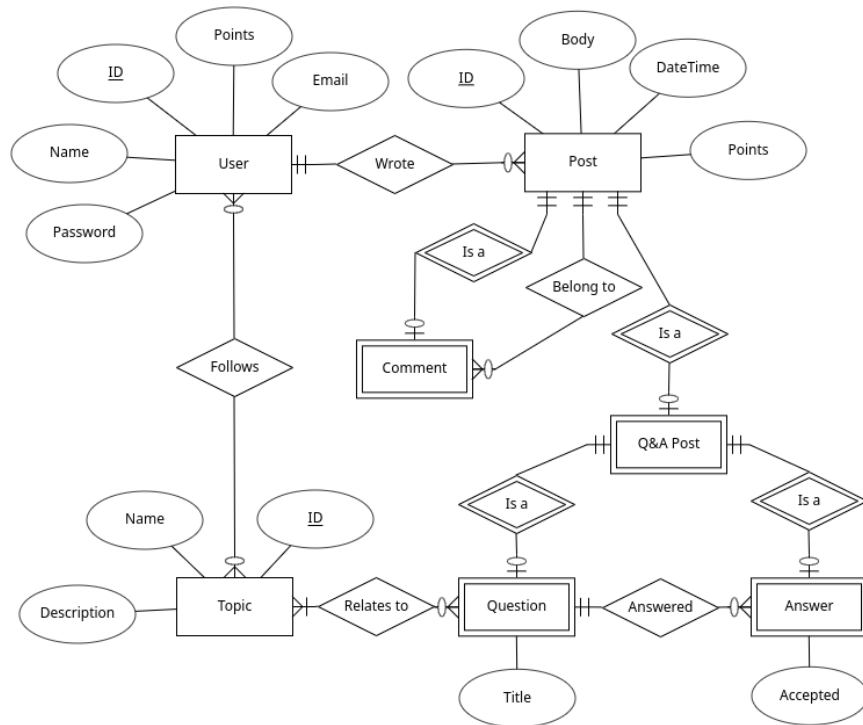 Points
ID
Email
Name
User
Password
Wrote
Body
ID
DateTime
Post
Points
Is a
Belong to
Is a
Comment
Follows
Q&A Post
Is a
Is a
Name
ID
Description
Topic
Relates to
Question
Answered
Answer
Title
Accepted